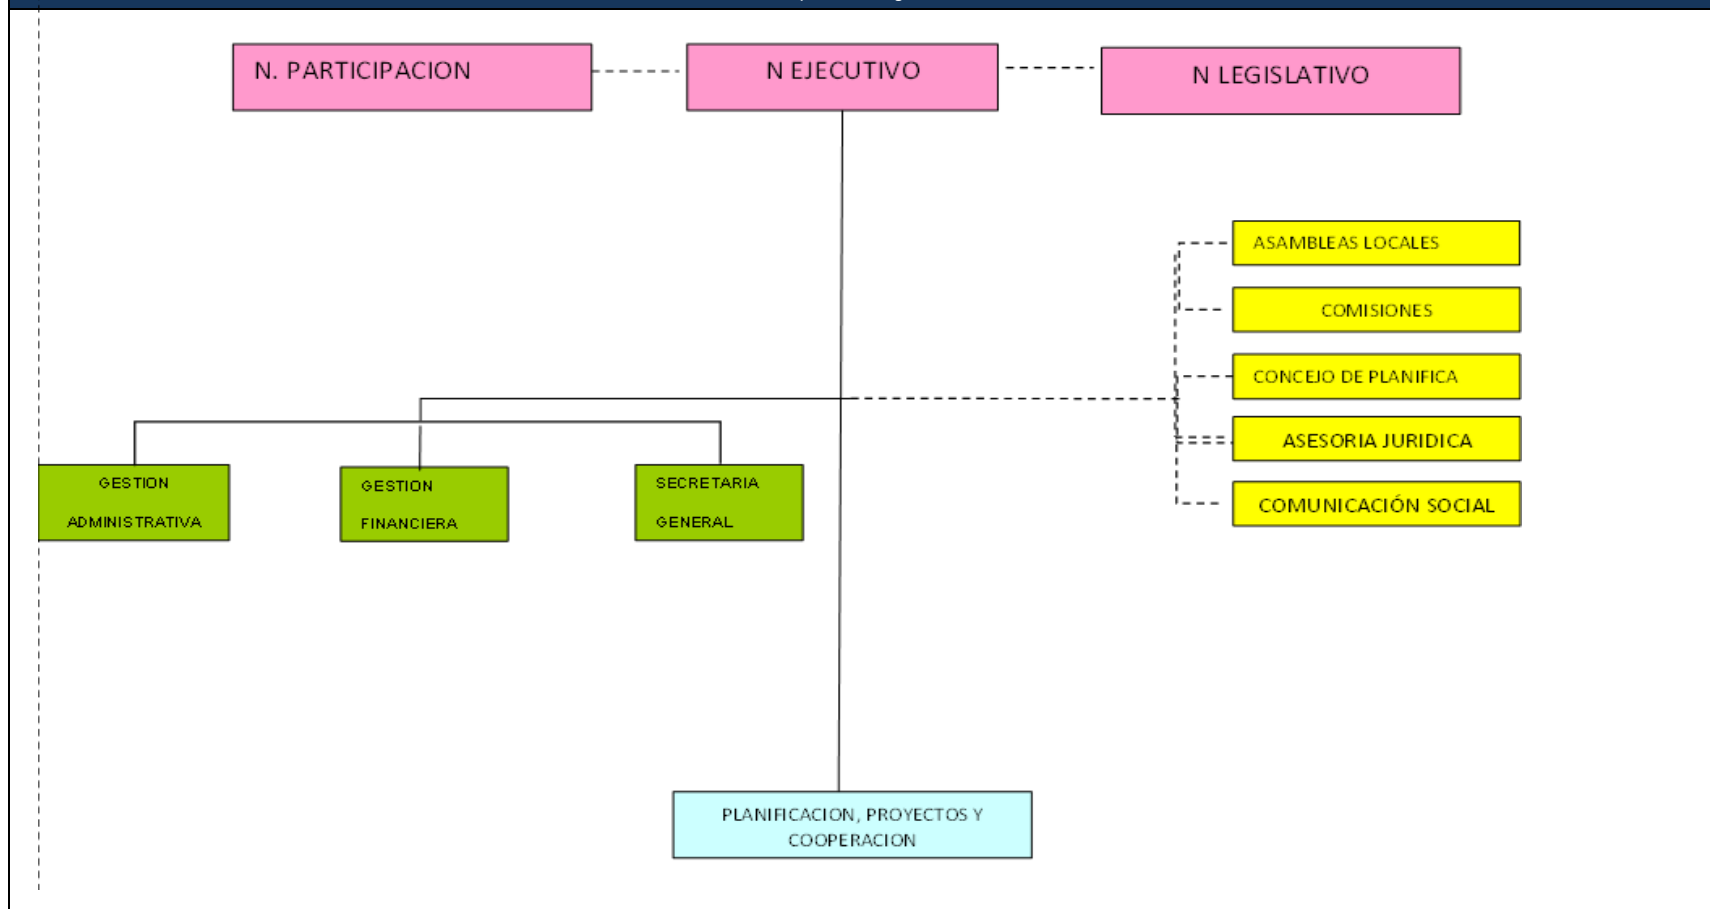 N. PARTICIPACION
N EJECUTIVO
N LEGISLATIVO
ASAMBLEAS LOCALES
COMISIONES
CONCEJO DE PLANIFICA
ASESORIA JURIDICA
COMUNICACIÓN SOCIAL
GESTION
ADMINISTRATIVA
GESTION
FINANCIERA
SECRETARIA
GENERAL
PLANIFICACION, PROYECTOS Y
COOPERACION